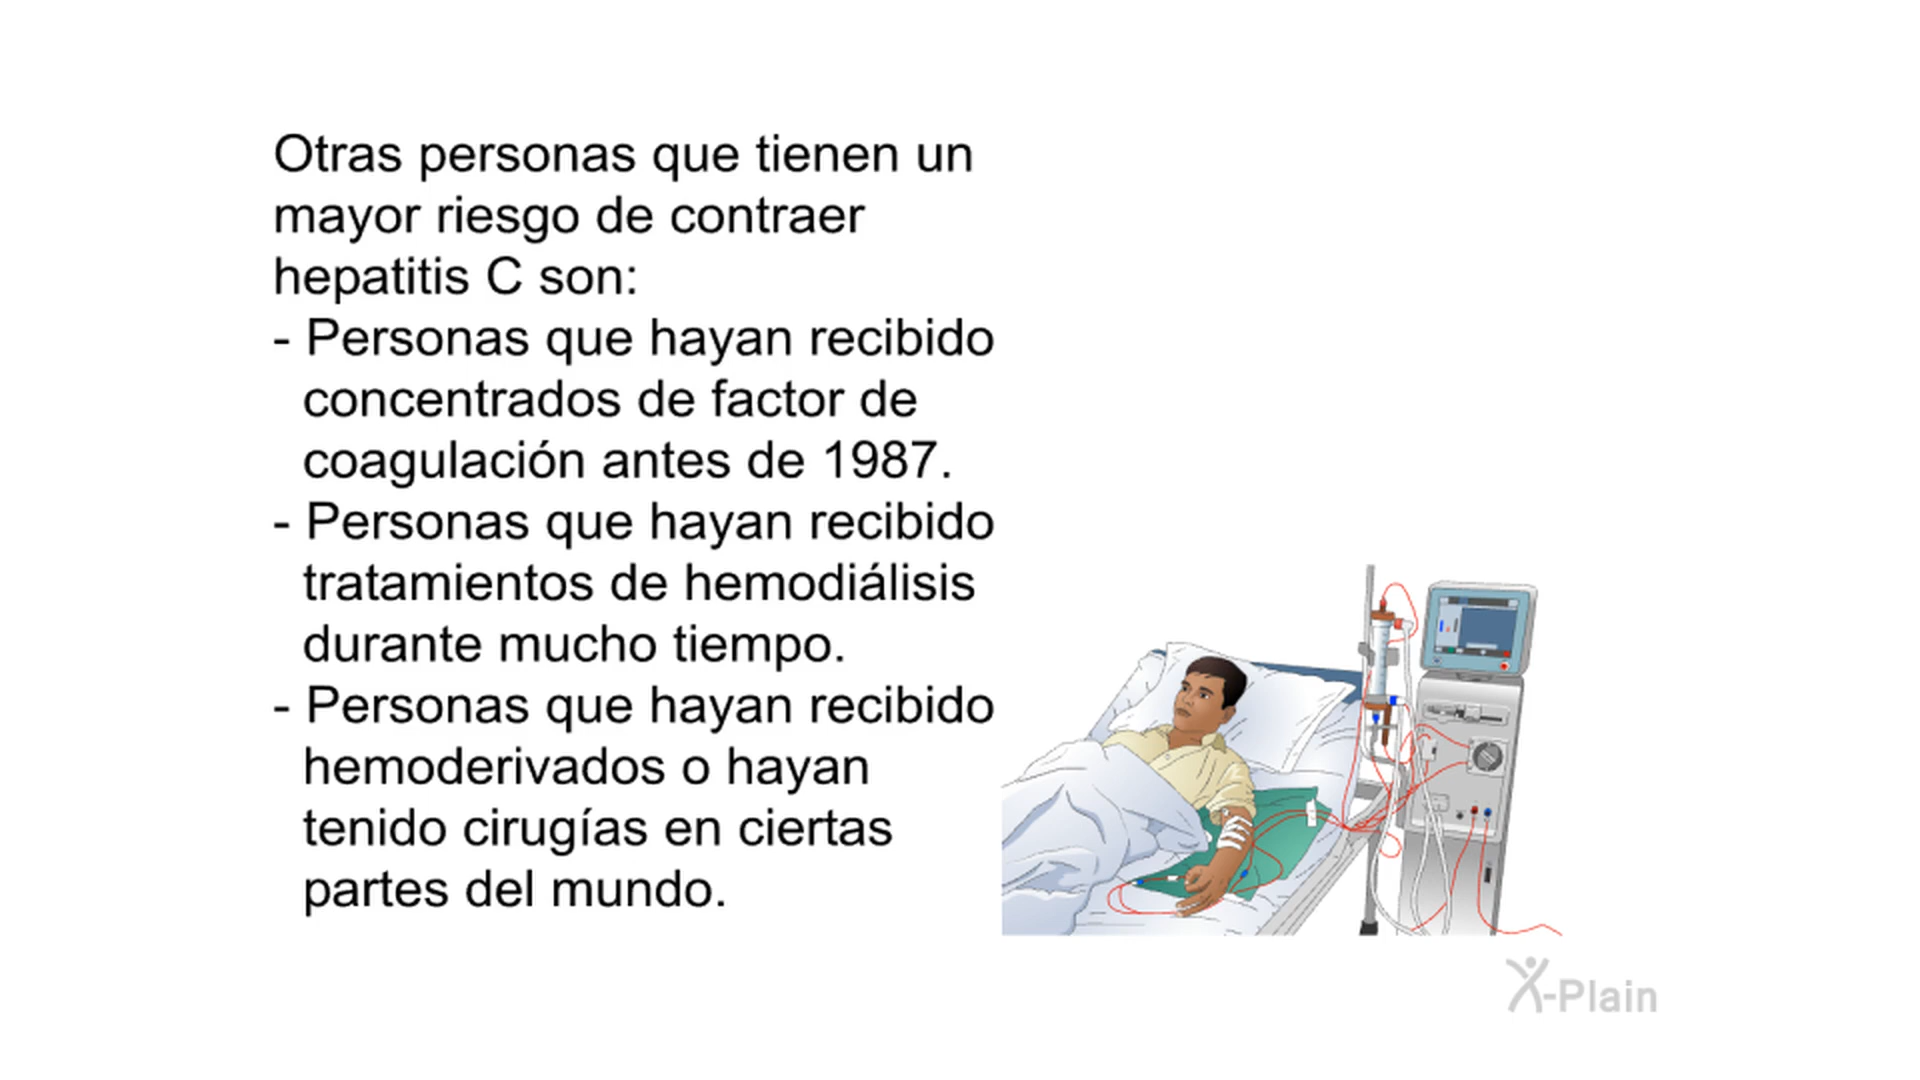 Otras personas que tienen un
mayor riesgo de contraer
hepatitis C son:
- Personas que hayan recibido
concentrados de factor de
coagulación antes de 1987.
- Personas que hayan recibido
tratamientos de hemodiálisis
durante mucho tiempo.
- Personas que hayan recibido
hemoderivados o hayan
tenido cirugías en ciertas
partes del mundo.
X-Plain